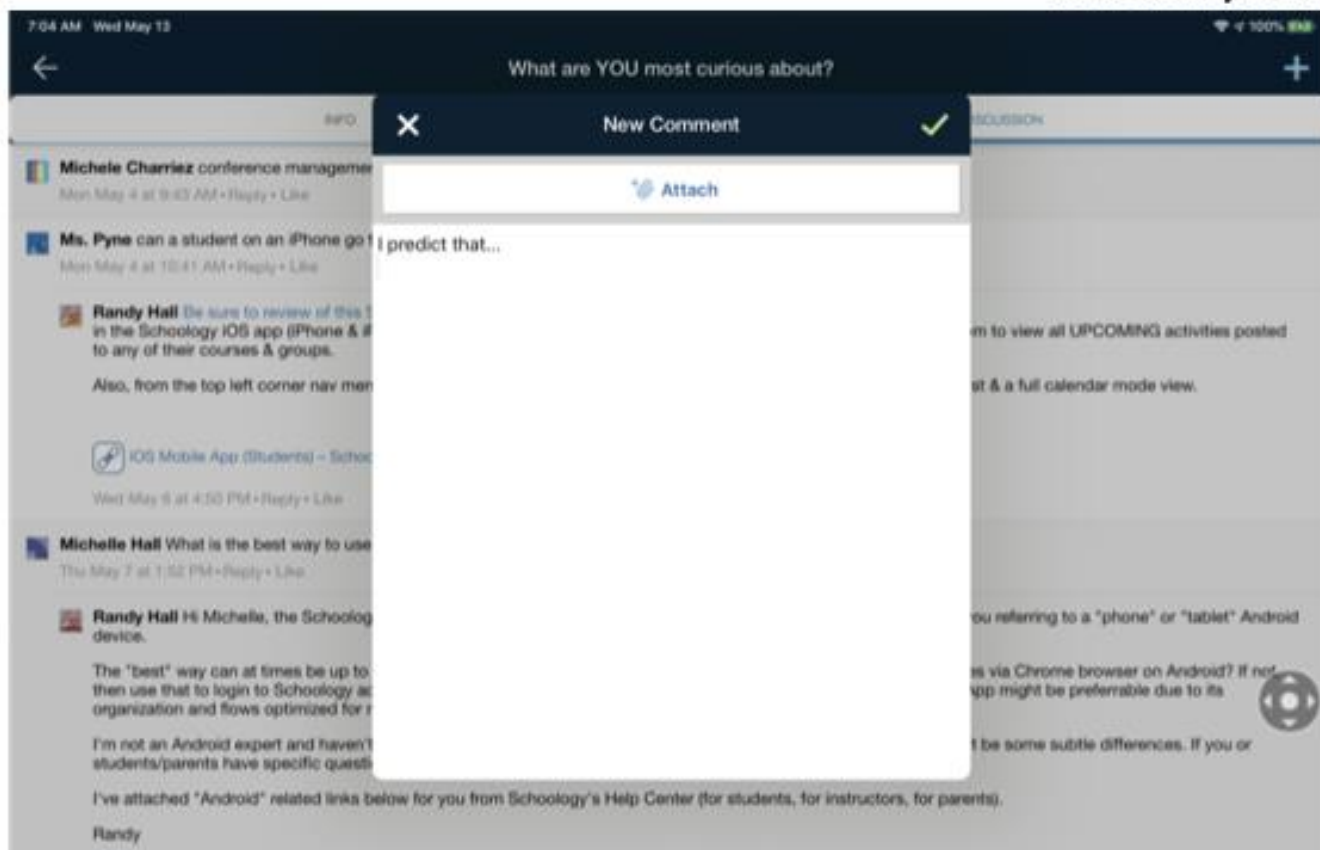 7:04 AM Wed May 13
100%
What are YOU most curious about?
INFO
DISCUSSION
New Comment
Attach
I predict that...
Michele Charriez conference managemen
Mon May 4 at 9:43 AM • Reply • Like
Ms. Pyne can a student on an iPhone go t
Mon May 4 at 10:41 AM • Reply • Like
Randy Hall Be sure to review of this
in the Schoology iOS app (iPhone & m to view all UPCOMING activities posted
to any of their courses & groups.
Also, from the top left corner nav men st & a full calendar mode view.
iOS Mobile App (Students) – Schoo
Wed May 6 at 4:50 PM • Reply • Like
Michelle Hall What is the best way to use
Thu May 7 at 1:52 PM • Reply • Like
Randy Hall Hi Michelle, the Schoolog ou referring to a "phone" or "tablet" Android
device.
The "best" way can at times be up to es via Chrome browser on Android? If not,
then use that to login to Schoology ac app might be preferrable due to its
organization and flows optimized for
I'm not an Android expert and haven't t be some subtle differences. If you or
students/parents have specific questi
I've attached "Android" related links below for you from Schoology's Help Center (for students, for instructors, for parents).
Randy